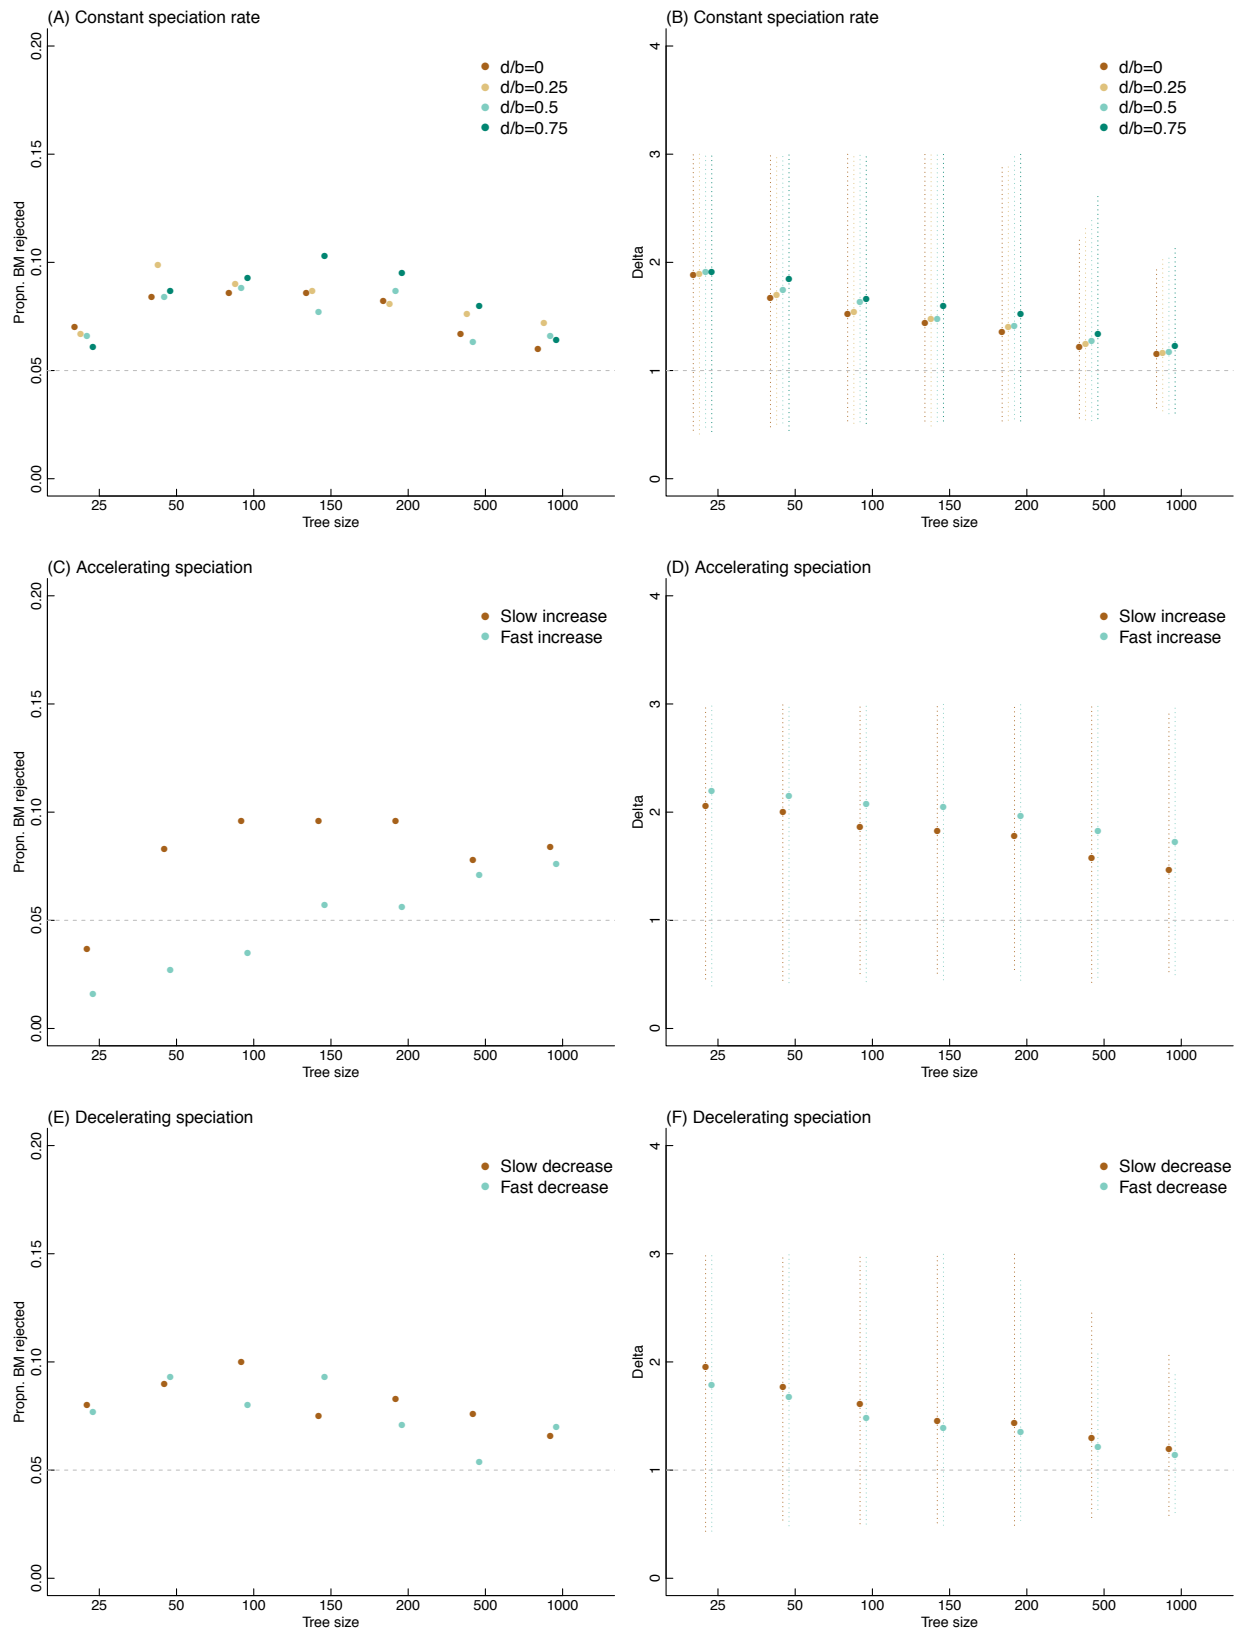 (A) Constant speciation rate
0.20
0.15
0.10
0.05
0.00
Propn. BM rejected
d/b=0
d/b=0.25
d/b=0.5
d/b=0.75
25 50 100 150 200 500 1000
Tree size
(B) Constant speciation rate
4
3
2
1
0
Delta
d/b=0
d/b=0.25
d/b=0.5
d/b=0.75
25 50 100 150 200 500 1000
Tree size
(C) Accelerating speciation
0.20
0.15
0.10
0.05
0.00
Propn. BM rejected
Slow increase
Fast increase
25 50 100 150 200 500 1000
Tree size
(D) Accelerating speciation
4
3
2
1
0
Delta
Slow increase
Fast increase
25 50 100 150 200 500 1000
Tree size
(E) Decelerating speciation
0.20
0.15
0.10
0.05
0.00
Propn. BM rejected
Slow decrease
Fast decrease
25 50 100 150 200 500 1000
Tree size
(F) Decelerating speciation
4
3
2
1
0
Delta
Slow decrease
Fast decrease
25 50 100 150 200 500 1000
Tree size